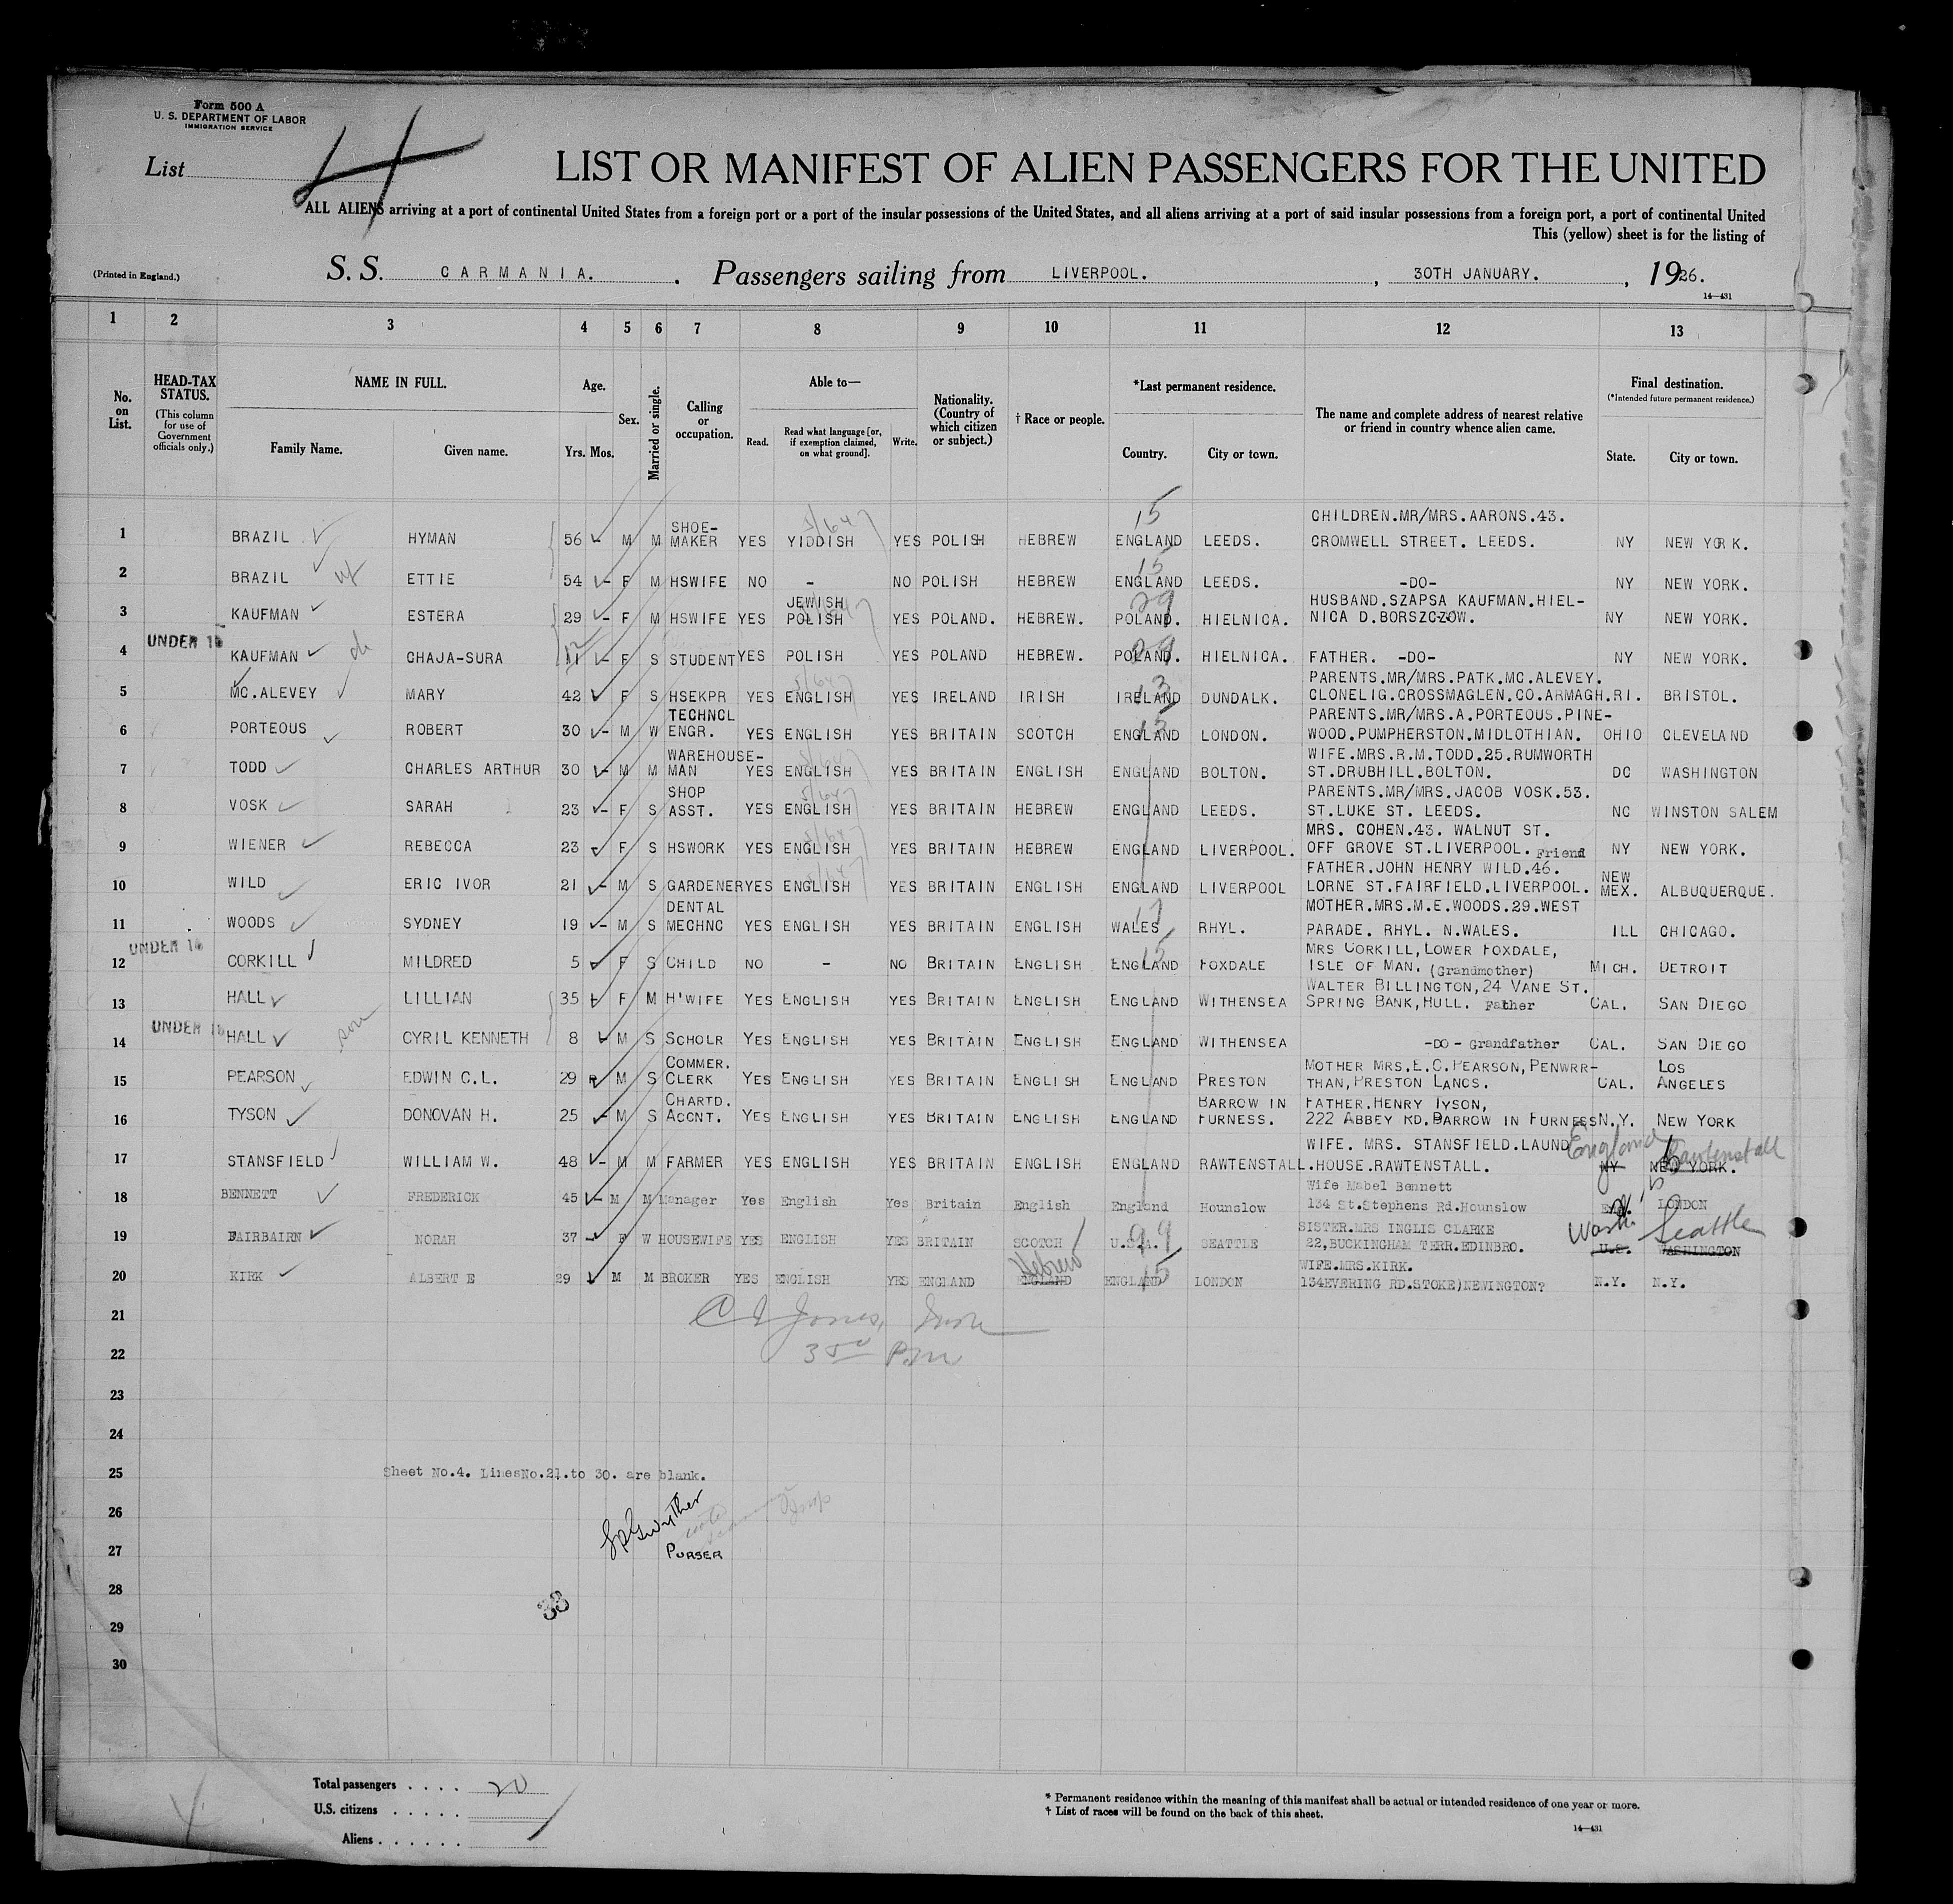 Form 500 A
U. S. DEPARTMENT OF LABOR
IMMIGRATION SERVICE
List 4
LIST OR MANIFEST OF ALIEN PASSENGERS FOR THE UNITED
ALL ALIENS arriving at a port of continental United States from a foreign port or a port of the insular possessions of the United States, and all aliens arriving at a port of said insular possessions from a foreign port, a port of continental United
This (yellow) sheet is for the listing of
(Printed in England.)
S. S. CARMANIA. . Passengers sailing from LIVERPOOL. , 30TH JANUARY. , 1926.
14—431
1 2 3 4 5 6 7 8 9 10 11 12 13
No. on List.
HEAD-TAX STATUS. (This column for use of Government officials only.)
NAME IN FULL. Family Name. Given name.
Age. Yrs. Mos.
Sex.
Married or single.
Calling or occupation.
Able to— Read. Read what language [or, if exemption claimed, on what ground]. Write.
Nationality. (Country of which citizen or subject.)
† Race or people.
*Last permanent residence. Country. City or town.
The name and complete address of nearest relative or friend in country whence alien came.
Final destination. (*Intended future permanent residence.) State. City or town.
1 BRAZIL HYMAN 56 M M SHOE-MAKER YES YIDDISH YES POLISH HEBREW 15 ENGLAND LEEDS. CHILDREN.MR/MRS.AARONS.43. CROMWELL STREET. LEEDS. NY NEW YORK.
2 BRAZIL wf ETTIE 54 F M HSWIFE NO - NO POLISH HEBREW 15 ENGLAND LEEDS. -DO- NY NEW YORK.
3 KAUFMAN ESTERA 29 F M HSWIFE YES JEWISH POLISH YES POLAND. HEBREW. 29 POLAND. HIELNICA. HUSBAND.SZAPSA KAUFMAN.HIEL-NICA D.BORSZCZOW. NY NEW YORK.
UNDER 16
4 KAUFMAN ch CHAJA-SURA 11 F S STUDENT YES POLISH YES POLAND HEBREW. 29 POLAND. HIELNICA. FATHER. -DO- NY NEW YORK.
5 MC.ALEVEY MARY 42 F S HSEKPR YES ENGLISH YES IRELAND IRISH 13 IRELAND DUNDALK. PARENTS.MR/MRS.PATK.MC.ALEVEY. CLONELIG.CROSSMAGLEN.CO.ARMAGH. RI. BRISTOL.
6 PORTEOUS ROBERT 30 M W TECHNCL ENGR. YES ENGLISH YES BRITAIN SCOTCH 15 ENGLAND LONDON. PARENTS.MR/MRS.A.PORTEOUS.PINE-WOOD.PUMPHERSTON.MIDLOTHIAN. OHIO CLEVELAND
7 TODD CHARLES ARTHUR 30 M M WAREHOUSE-MAN YES ENGLISH YES BRITAIN ENGLISH ENGLAND BOLTON. WIFE.MRS.R.M.TODD.25.RUMWORTH ST.DRUBHILL.BOLTON. DC WASHINGTON
8 VOSK SARAH 23 F S SHOP ASST. YES ENGLISH YES BRITAIN HEBREW ENGLAND LEEDS. PARENTS.MR/MRS.JACOB VOSK.53. ST.LUKE ST. LEEDS. NC WINSTON SALEM
9 WIENER REBECCA 23 F S HSWORK YES ENGLISH YES BRITAIN HEBREW ENGLAND LIVERPOOL. MRS. COHEN.43. WALNUT ST. OFF GROVE ST.LIVERPOOL. Friend NY NEW YORK.
10 WILD ERIC IVOR 21 M S GARDENER YES ENGLISH YES BRITAIN ENGLISH ENGLAND LIVERPOOL FATHER.JOHN HENRY WILD.46. LORNE ST.FAIRFIELD.LIVERPOOL. NEW MEX. ALBUQUERQUE.
11 WOODS SYDNEY 19 M S DENTAL MECHNC YES ENGLISH YES BRITAIN ENGLISH WALES RHYL. MOTHER.MRS.M.E.WOODS.29.WEST PARADE. RHYL. N.WALES. ILL CHICAGO.
UNDER 16
12 CORKILL MILDRED 5 F S CHILD NO - NO BRITAIN ENGLISH 15 ENGLAND FOXDALE MRS CORKILL,LOWER FOXDALE, ISLE OF MAN. (Grandmother) MICH. DETROIT
13 HALL LILLIAN 35 F M H'WIFE YES ENGLISH YES BRITAIN ENGLISH ENGLAND WITHENSEA WALTER BILLINGTON,24 VANE ST. SPRING BANK,HULL. Father CAL. SAN DIEGO
UNDER 16
14 HALL son CYRIL KENNETH 8 M S SCHOLR YES ENGLISH YES BRITAIN ENGLISH ENGLAND WITHENSEA -DO- Grandfather CAL. SAN DIEGO
15 PEARSON EDWIN C.L. 29 M S COMMER. CLERK YES ENGLISH YES BRITAIN ENGLISH ENGLAND PRESTON MOTHER MRS.E.C.PEARSON,PENWRR-THAN,PRESTON LANCS. CAL. LOS ANGELES
16 TYSON DONOVAN H. 25 M S CHARTD. ACCNT. YES ENGLISH YES BRITAIN ENGLISH ENGLAND BARROW IN FURNESS. FATHER.HENRY TYSON, 222 ABBEY RD.BARROW IN FURNESS N.Y. NEW YORK
17 STANSFIELD WILLIAM W. 48 M M FARMER YES ENGLISH YES BRITAIN ENGLISH ENGLAND RAWTENSTALL. WIFE. MRS. STANSFIELD.LAUND HOUSE.RAWTENSTALL. NY NEW YORK. England Rawtenstall
18 BENNETT FREDERICK 45 M M Manager Yes English Yes Britain English England Hounslow Wife Mabel Bennett 134 St.Stephens Rd.Hounslow LONDON
19 FAIRBAIRN NORAH 37 F W HOUSEWIFE YES ENGLISH YES BRITAIN SCOTCH 99 U.S.A. SEATTLE SISTER.MRS INGLIS CLARKE 22,BUCKINGHAM TERR.EDINBRO. U.S. WASHINGTON Wash. Seattle
20 KIRK ALBERT E 29 M M BROKER YES ENGLISH YES ENGLAND ENGLAND Hebrew 15 ENGLAND LONDON WIFE.MRS.KIRK. 134EVERING RD.STOKE)NEWINGTON? N.Y. N.Y.
21
Jones,
22
350 P.M
23
24
25 Sheet No.4. LinesNo.21.to 30. are blank.
26
Gwyther
27
PURSER
28
33
29
30
Total passengers . . . . 20
U.S. citizens . . . . .
Aliens . . . . . .
* Permanent residence within the meaning of this manifest shall be actual or intended residence of one year or more.
† List of races will be found on the back of this sheet.
14—431